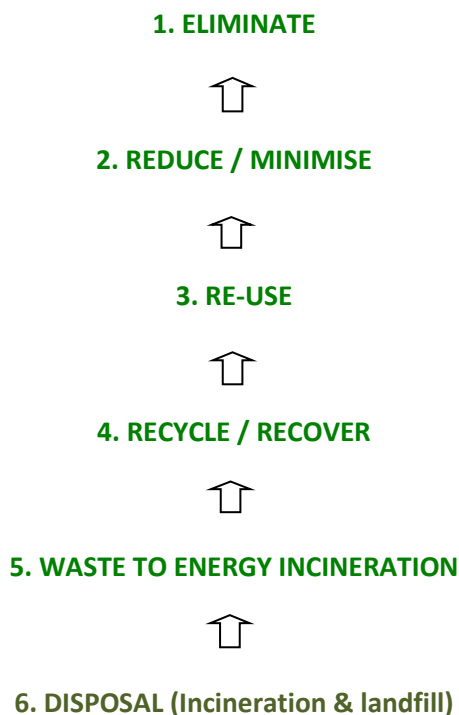 1. ELIMINATE
2. REDUCE / MINIMISE
3. RE-USE
4. RECYCLE / RECOVER
5. WASTE TO ENERGY INCINERATION
6. DISPOSAL (Incineration & landfill)